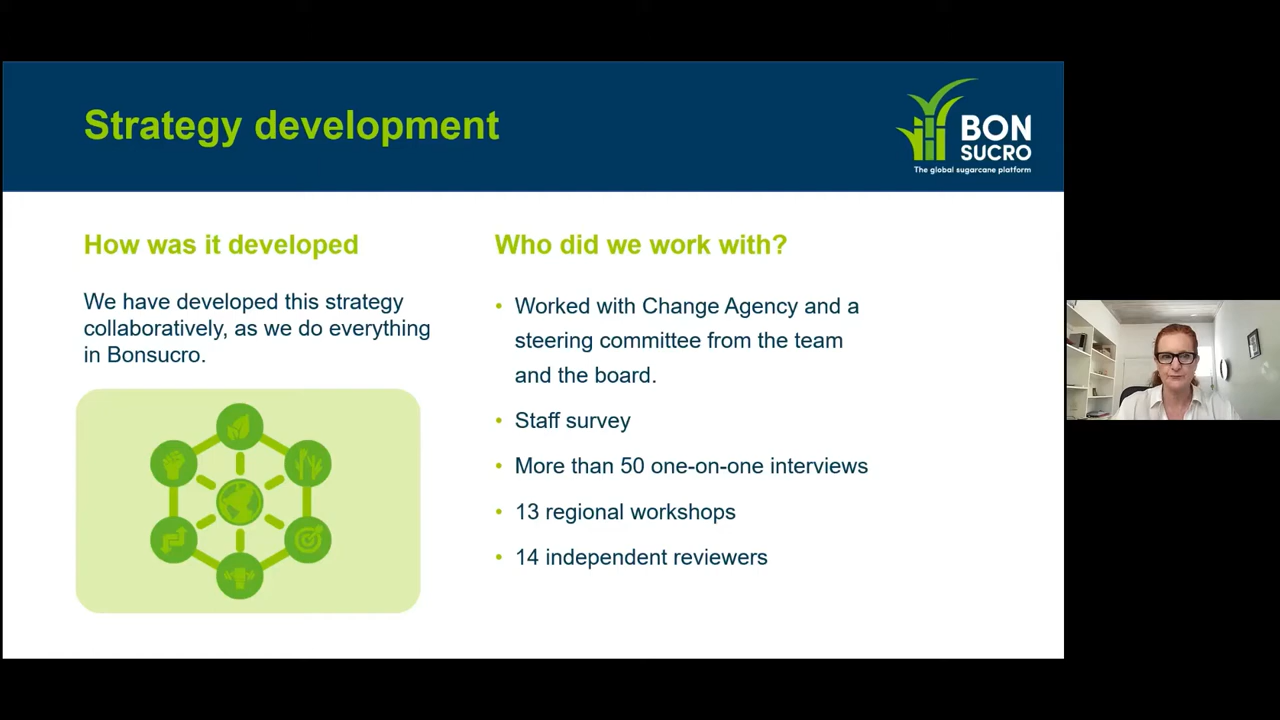 Strategy development
BON
SUCRO
The global sugarcane platform
How was it developed
We have developed this strategy
collaboratively, as we do everything
in Bonsucro.
Who did we work with?
• Worked with Change Agency and a
steering committee from the team
and the board.
• Staff survey
• More than 50 one-on-one interviews
• 13 regional workshops
• 14 independent reviewers